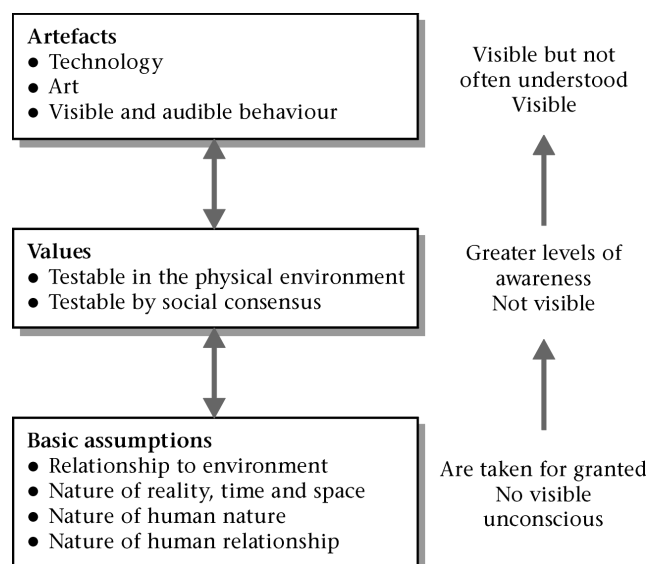 Artefacts
● Technology
● Art
● Visible and audible behaviour
Visible but not
often understood
Visible
Values
● Testable in the physical environment
● Testable by social consensus
Greater levels of
awareness
Not visible
Basic assumptions
● Relationship to environment
● Nature of reality, time and space
● Nature of human nature
● Nature of human relationship
Are taken for granted
No visible
unconscious